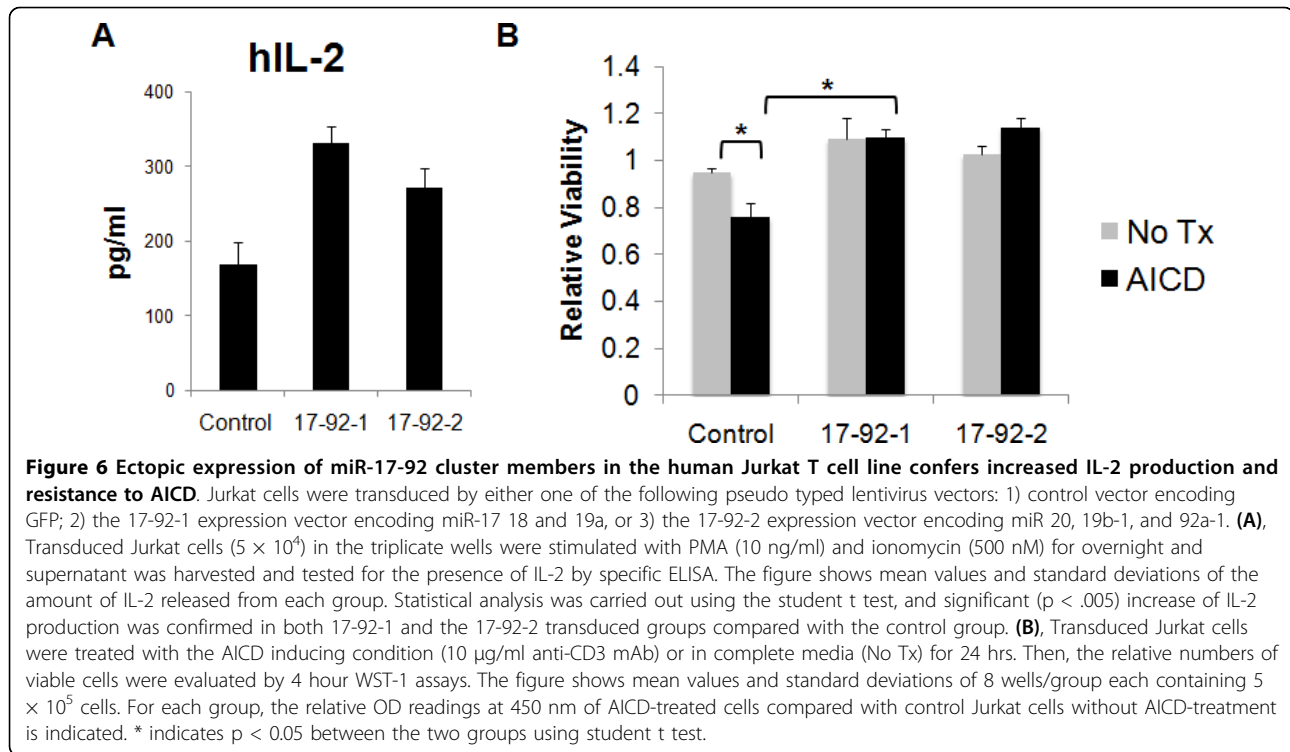 A
hIL-2
400
300
200
100
0
pg/ml
Control 17-92-1 17-92-2
B
1.4
1.2
1
0.8
0.6
0.4
0.2
0
Relative Viability
*
*
Control 17-92-1 17-92-2
No Tx
AICD
Figure 6 Ectopic expression of miR-17-92 cluster members in the human Jurkat T cell line confers increased IL-2 production and
resistance to AICD. Jurkat cells were transduced by either one of the following pseudo typed lentivirus vectors: 1) control vector encoding
GFP; 2) the 17-92-1 expression vector encoding miR-17 18 and 19a, or 3) the 17-92-2 expression vector encoding miR 20, 19b-1, and 92a-1. (A),
Transduced Jurkat cells (5 × 10⁴) in the triplicate wells were stimulated with PMA (10 ng/ml) and ionomycin (500 nM) for overnight and
supernatant was harvested and tested for the presence of IL-2 by specific ELISA. The figure shows mean values and standard deviations of the
amount of IL-2 released from each group. Statistical analysis was carried out using the student t test, and significant (p < .005) increase of IL-2
production was confirmed in both 17-92-1 and the 17-92-2 transduced groups compared with the control group. (B), Transduced Jurkat cells
were treated with the AICD inducing condition (10 μg/ml anti-CD3 mAb) or in complete media (No Tx) for 24 hrs. Then, the relative numbers of
viable cells were evaluated by 4 hour WST-1 assays. The figure shows mean values and standard deviations of 8 wells/group each containing 5
× 10⁵ cells. For each group, the relative OD readings at 450 nm of AICD-treated cells compared with control Jurkat cells without AICD-treatment
is indicated. * indicates p < 0.05 between the two groups using student t test.